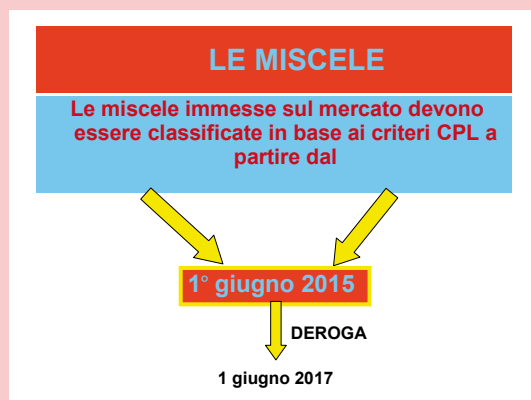 LE MISCELE
Le miscele immesse sul mercato devono
essere classificate in base ai criteri CPL a
partire dal
1° giugno 2015
DEROGA
1 giugno 2017